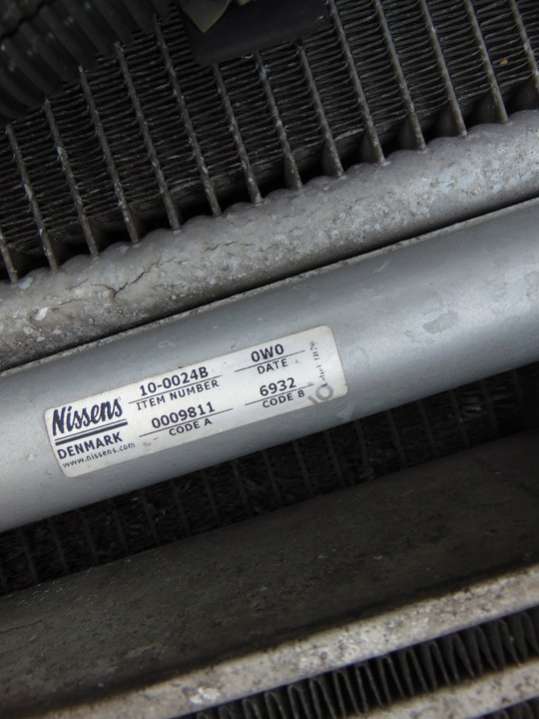 Nissens
DENMARK
www.nissens.com
10-0024B
ITEM NUMBER
0009811
CODE A
0W0
DATE
6932
CODE B